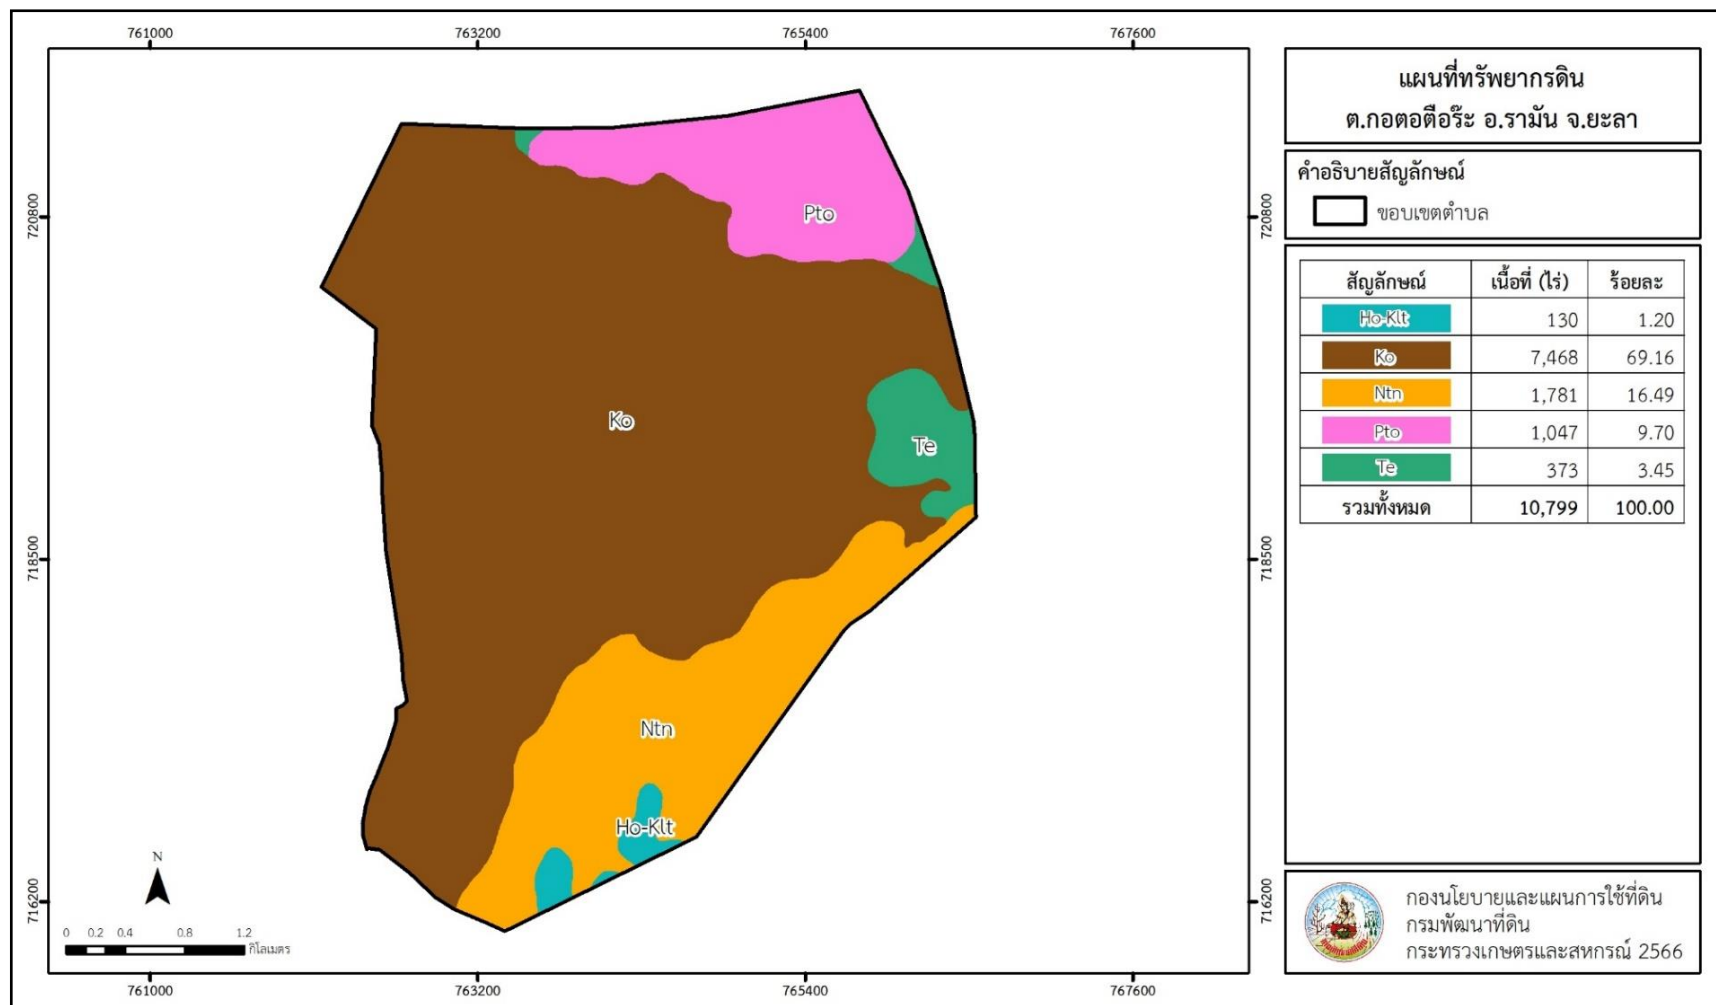 761000 763200 765400 767600
720800 720800
718500 718500
716200 716200
761000 763200 765400 767600
Pto
Ko
Te
Ntn
Ho-Klt
N
0 0.2 0.4 0.8 1.2
กิโลเมตร
แผนที่ทรัพยากรดิน
ต.กอตอตือร๊ะ อ.รามัน จ.ยะลา
คำอธิบายสัญลักษณ์
ขอบเขตตำบล
สัญลักษณ์ เนื้อที่ (ไร่) ร้อยละ
Ho-Klt 130 1.20
Ko 7,468 69.16
Ntn 1,781 16.49
Pto 1,047 9.70
Te 373 3.45
รวมทั้งหมด 10,799 100.00
กองนโยบายและแผนการใช้ที่ดิน
กรมพัฒนาที่ดิน
กระทรวงเกษตรและสหกรณ์ 2566